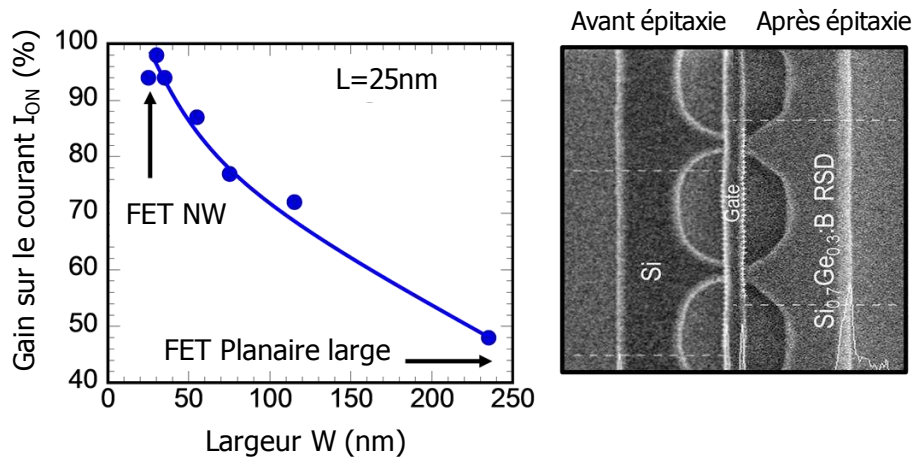 Gain sur le courant I_ON (%)
100
90
80
70
60
50
40
L=25nm
FET NW
FET Planaire large
0
50
100
150
200
250
Largeur W (nm)
Avant épitaxie
Après épitaxie
Si
Gate
Si0.7Ge0.3:B RSD